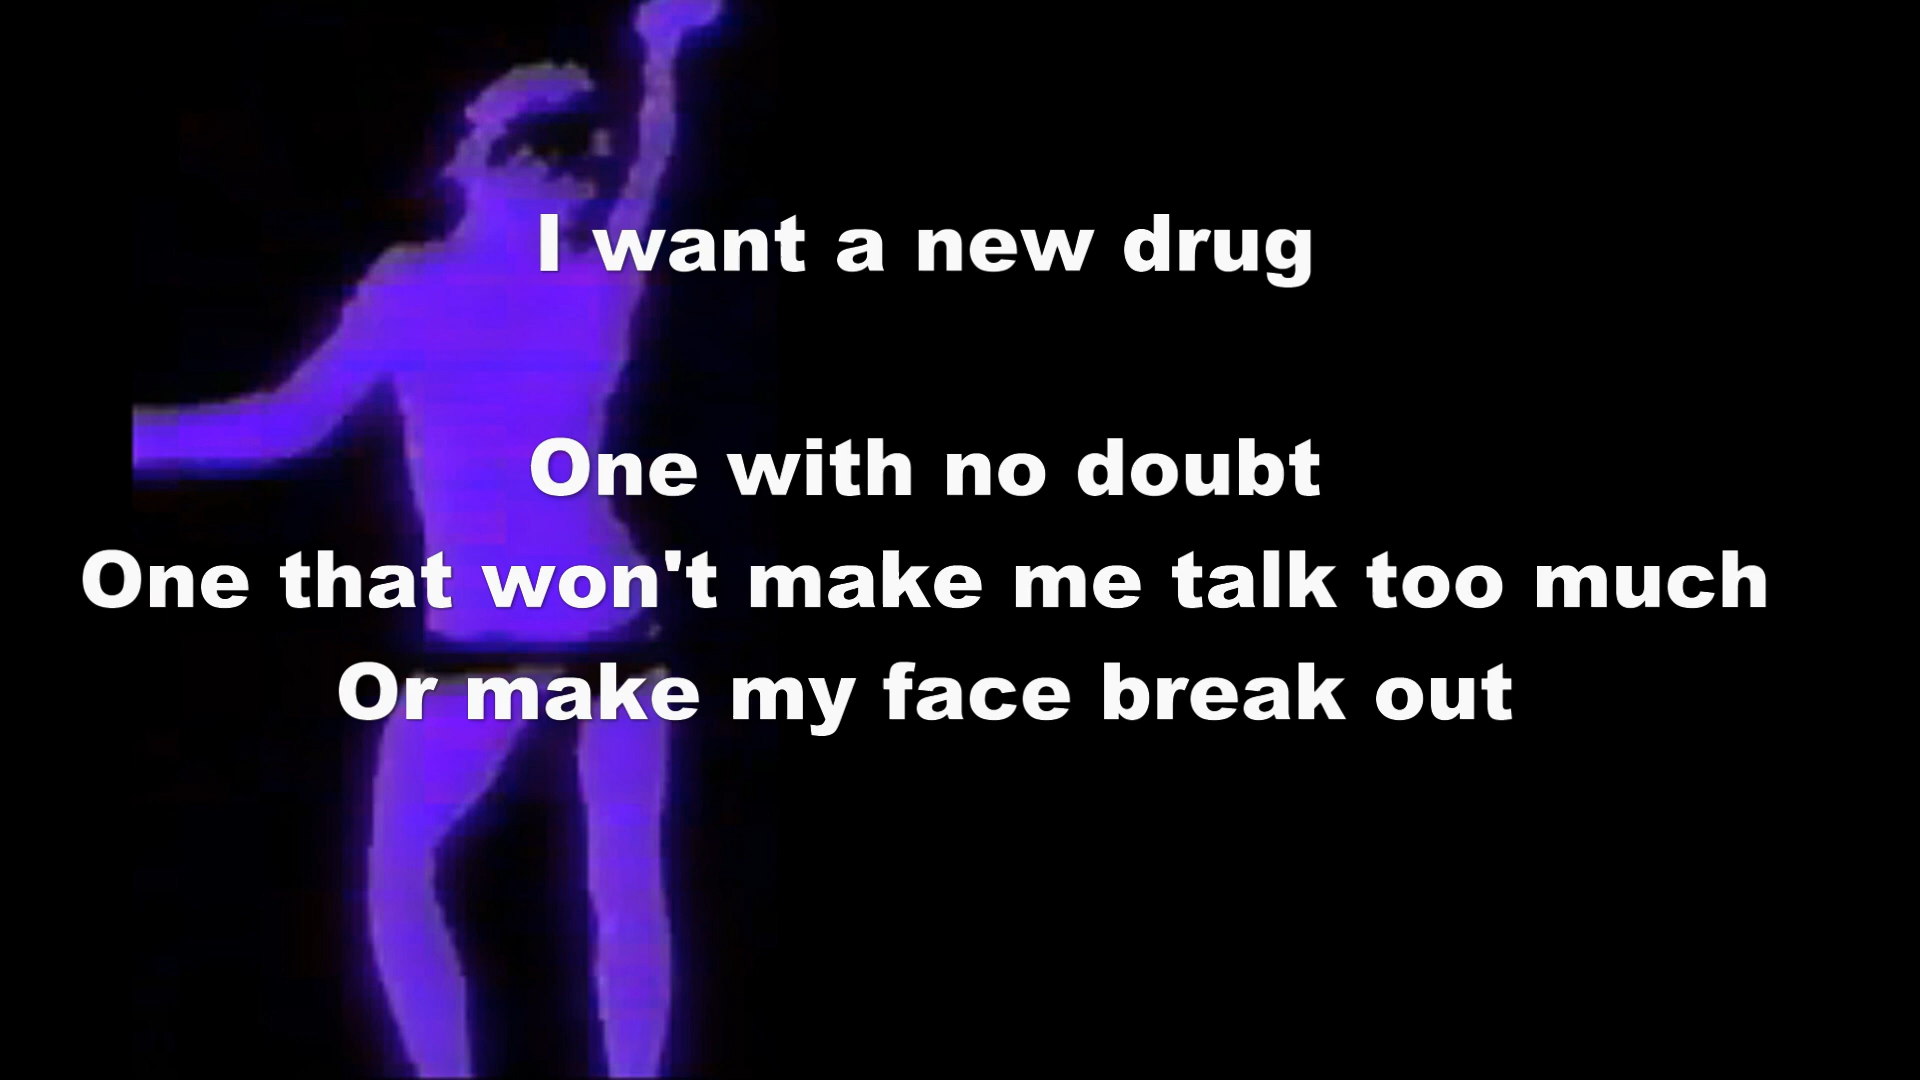 I want a new drug
One with no doubt
One that won't make me talk too much
Or make my face break out